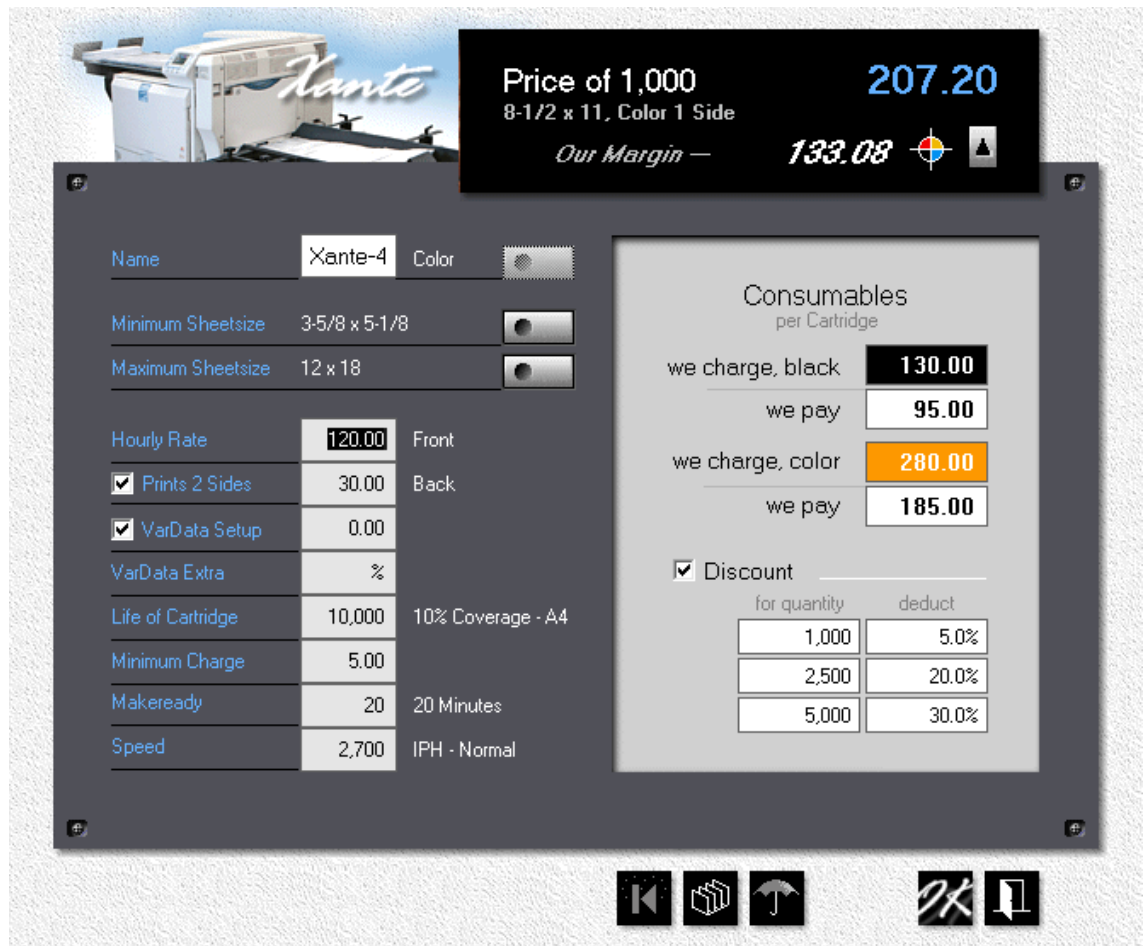 Xante
Price of 1,000 207.20
8-1/2 x 11, Color 1 Side
Our Margin — 133.08
Name Xante-4 Color
Minimum Sheetsize 3-5/8 x 5-1/8
Maximum Sheetsize 12 x 18
Hourly Rate 120.00 Front
Prints 2 Sides 30.00 Back
VarData Setup 0.00
VarData Extra %
Life of Cartridge 10,000 10% Coverage - A4
Minimum Charge 5.00
Makeready 20 20 Minutes
Speed 2,700 IPH - Normal
Consumables
per Cartridge
we charge, black 130.00
we pay 95.00
we charge, color 280.00
we pay 185.00
Discount
for quantity deduct
1,000 5.0%
2,500 20.0%
5,000 30.0%
OK